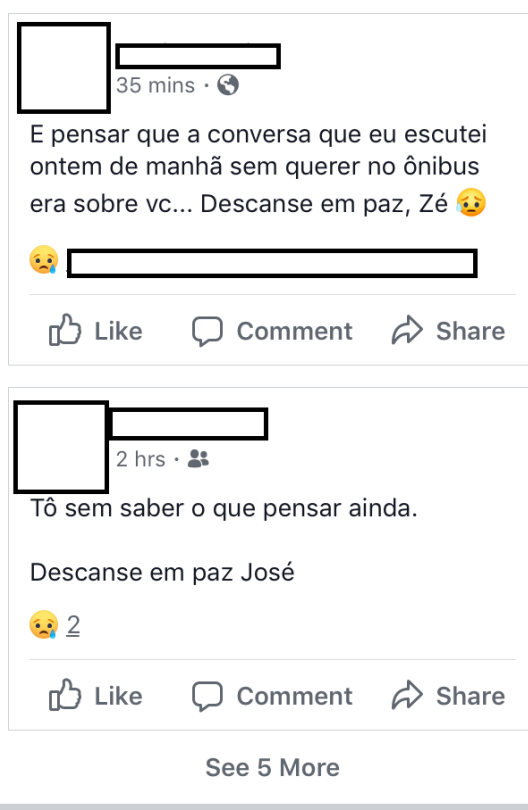 35 mins ·
E pensar que a conversa que eu escutei
ontem de manhã sem querer no ônibus
era sobre vc... Descanse em paz, Zé 😥
😢
Like Comment Share
2 hrs ·
Tô sem saber o que pensar ainda.
Descanse em paz José
😢 2
Like Comment Share
See 5 More